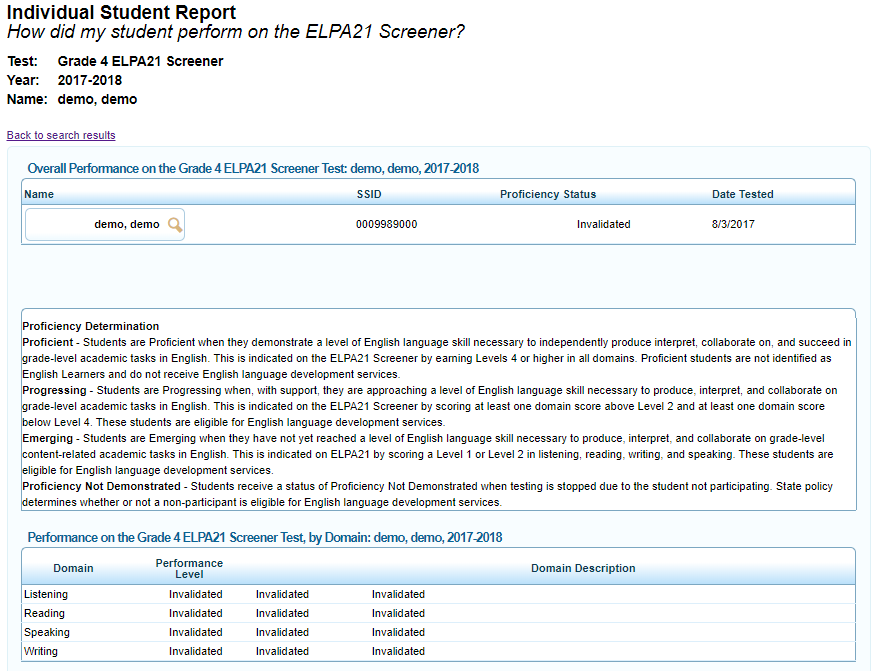 Individual Student Report
How did my student perform on the ELPA21 Screener?
Test: Grade 4 ELPA21 Screener
Year: 2017-2018
Name: demo, demo
Back to search results
Overall Performance on the Grade 4 ELPA21 Screener Test: demo, demo, 2017-2018
Name SSID Proficiency Status Date Tested
demo, demo 0009989000 Invalidated 8/3/2017
Proficiency Determination
Proficient - Students are Proficient when they demonstrate a level of English language skill necessary to independently produce interpret, collaborate on, and succeed in
grade-level academic tasks in English. This is indicated on the ELPA21 Screener by earning Levels 4 or higher in all domains. Proficient students are not identified as
English Learners and do not receive English language development services.
Progressing - Students are Progressing when, with support, they are approaching a level of English language skill necessary to produce, interpret, and collaborate on
grade-level academic tasks in English. This is indicated on the ELPA21 Screener by scoring at least one domain score above Level 2 and at least one domain score
below Level 4. These students are eligible for English language development services.
Emerging - Students are Emerging when they have not yet reached a level of English language skill necessary to produce, interpret, and collaborate on grade-level
content-related academic tasks in English. This is indicated on ELPA21 by scoring a Level 1 or Level 2 in listening, reading, writing, and speaking. These students are
eligible for English language development services.
Proficiency Not Demonstrated - Students receive a status of Proficiency Not Demonstrated when testing is stopped due to the student not participating. State policy
determines whether or not a non-participant is eligible for English language development services.
Performance on the Grade 4 ELPA21 Screener Test, by Domain: demo, demo, 2017-2018
Domain Performance Level Domain Description
Listening Invalidated Invalidated Invalidated
Reading Invalidated Invalidated Invalidated
Speaking Invalidated Invalidated Invalidated
Writing Invalidated Invalidated Invalidated